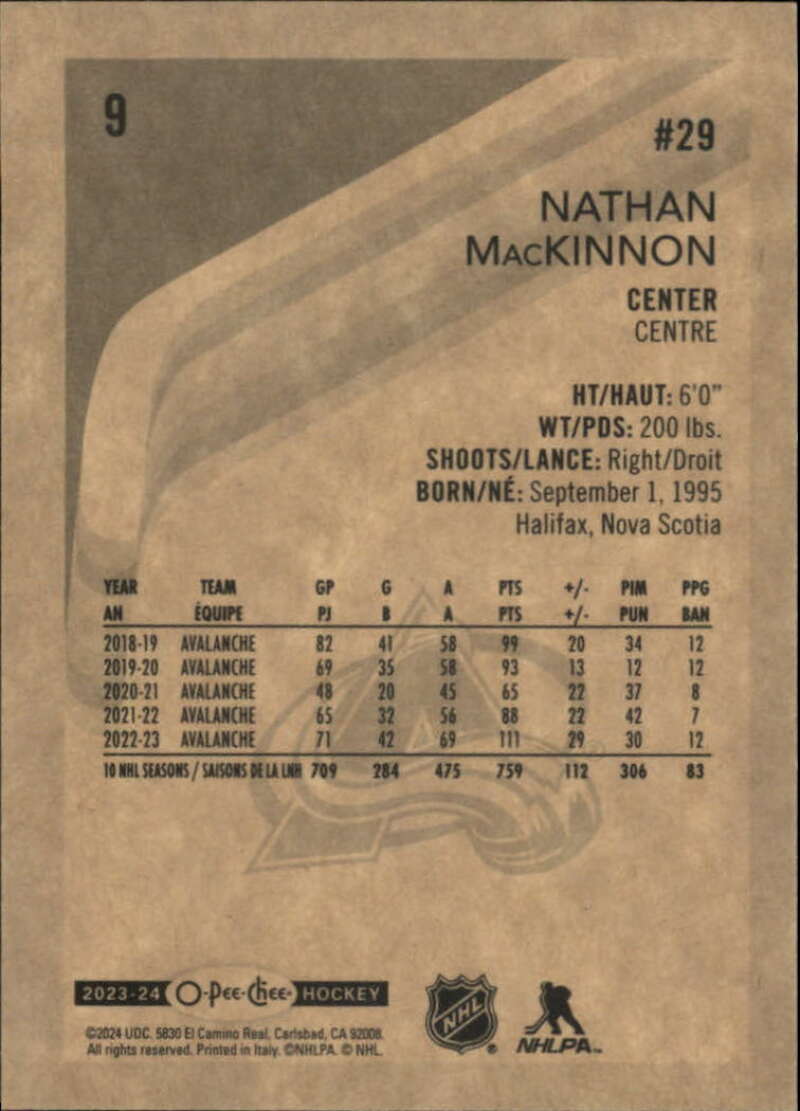 9
#29
NATHAN
MACKINNON
CENTER
CENTRE
HT/HAUT: 6'0"
WT/PDS: 200 lbs.
SHOOTS/LANCE: Right/Droit
BORN/NÉ: September 1, 1995
Halifax, Nova Scotia
YEAR TEAM GP G A PTS +/- PIM PPG
AN ÉQUIPE PJ B A PTS +/- PUN BAN
2018-19 AVALANCHE 82 41 58 99 20 34 12
2019-20 AVALANCHE 69 35 58 93 13 12 12
2020-21 AVALANCHE 48 20 45 65 22 37 8
2021-22 AVALANCHE 65 32 56 88 22 42 7
2022-23 AVALANCHE 71 42 69 111 29 30 12
10 NHL SEASONS / SAISONS DE LA LNH 709 284 475 759 112 306 83
2023-24 O-Pee-Chee HOCKEY
NHL
NHLPA
©2024 UDC. 5830 El Camino Real, Carlsbad, CA 92008.
All rights reserved. Printed in Italy. ©NHLPA. © NHL.